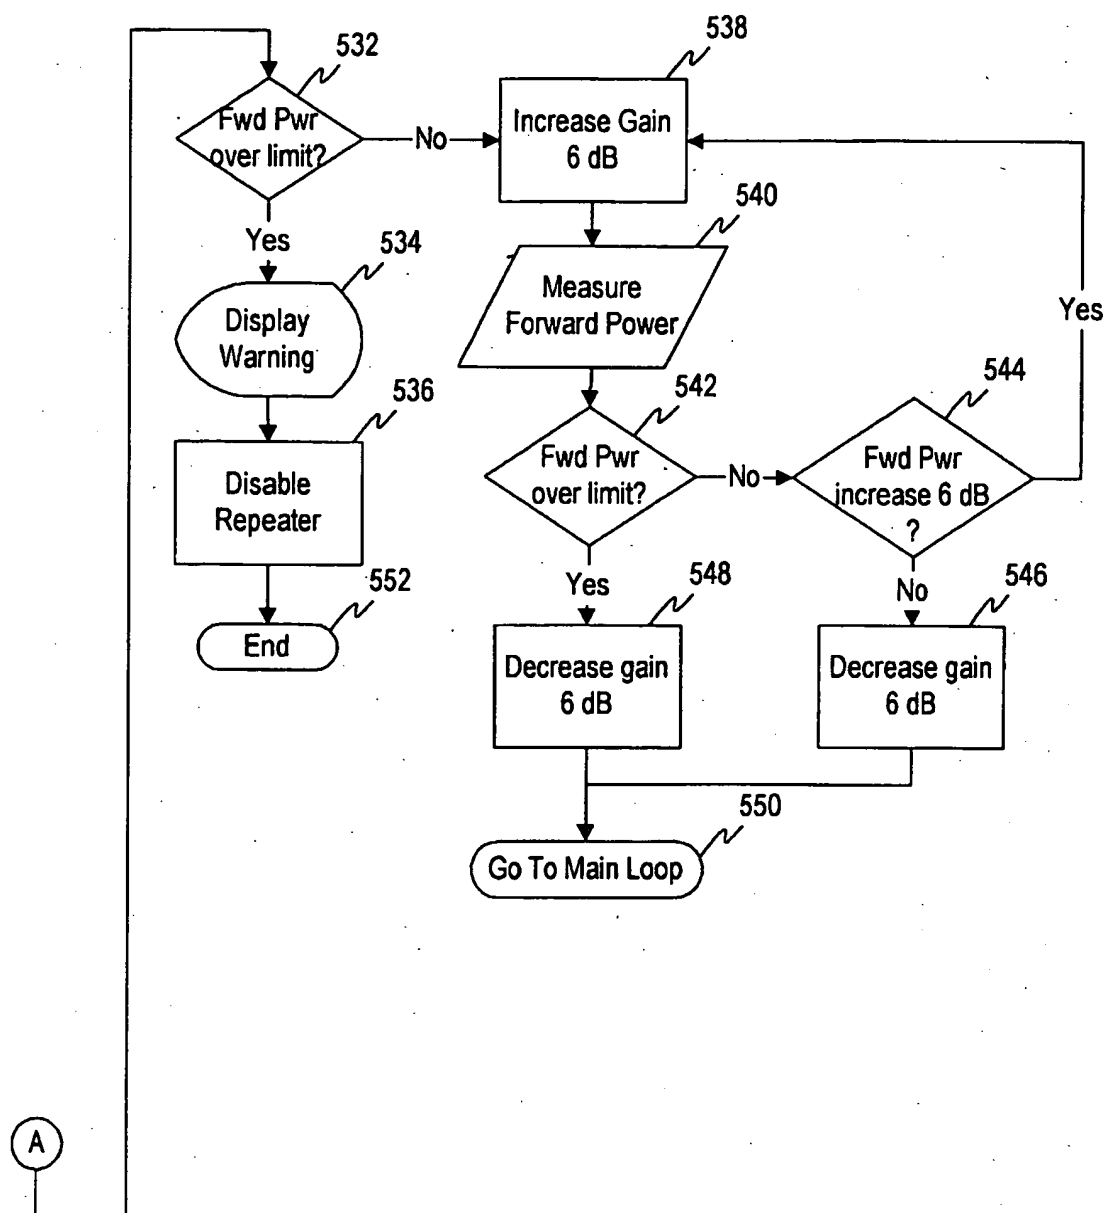 532
Fwd Pwr
over limit?
No
Yes
534
Display
Warning
536
Disable
Repeater
552
End
538
Increase Gain
6 dB
540
Measure
Forward Power
542
Fwd Pwr
over limit?
No
Yes
544
Fwd Pwr
increase 6 dB
?
Yes
No
548
Decrease gain
6 dB
546
Decrease gain
6 dB
550
Go To Main Loop
A